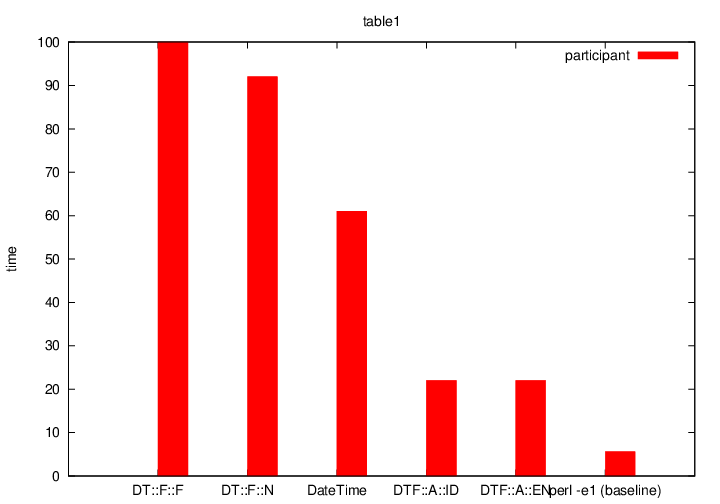 table1
participant
100
90
80
70
60
50
40
30
20
10
0
time
DT::F::F DT::F::N DateTime DTF::A::ID DTF::A::EN perl -e1 (baseline)